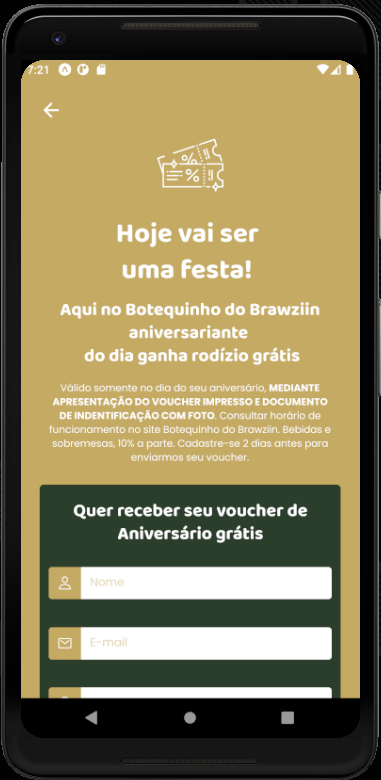 7:21
Hoje vai ser
uma festa!
Aqui no Botequinho do Brawziin
aniversariante
do dia ganha rodízio grátis
Válido somente no dia do seu aniversário, MEDIANTE
APRESENTAÇÃO DO VOUCHER IMPRESSO E DOCUMENTO
DE INDENTIFICAÇÃO COM FOTO. Consultar horário de
funcionamento no site Botequinho do Brawziin. Bebidas e
sobremesas, 10% a parte. Cadastre-se 2 dias antes para
enviarmos seu voucher.
Quer receber seu voucher de
Aniversário grátis
Nome
E-mail